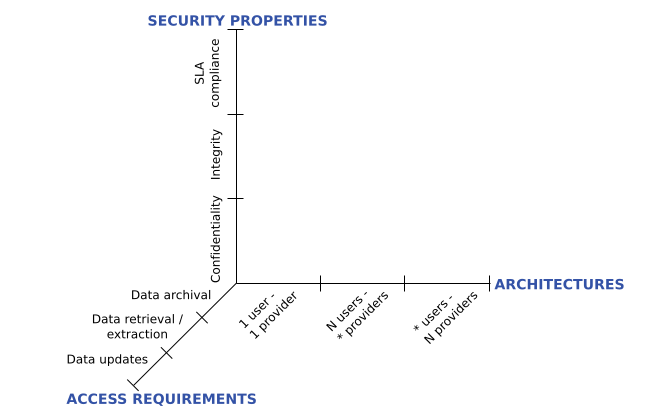 SECURITY PROPERTIES
SLA
compliance
Integrity
Confidentiality
ARCHITECTURES
1 user -
1 provider
N users -
* providers
* users -
N providers
Data archival
Data retrieval /
extraction
Data updates
ACCESS REQUIREMENTS